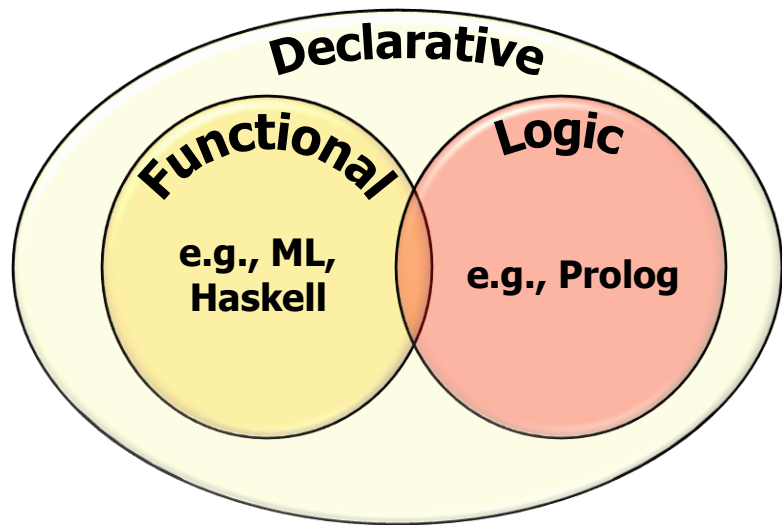 Declarative
Functional
e.g., ML,
Haskell
Logic
e.g., Prolog